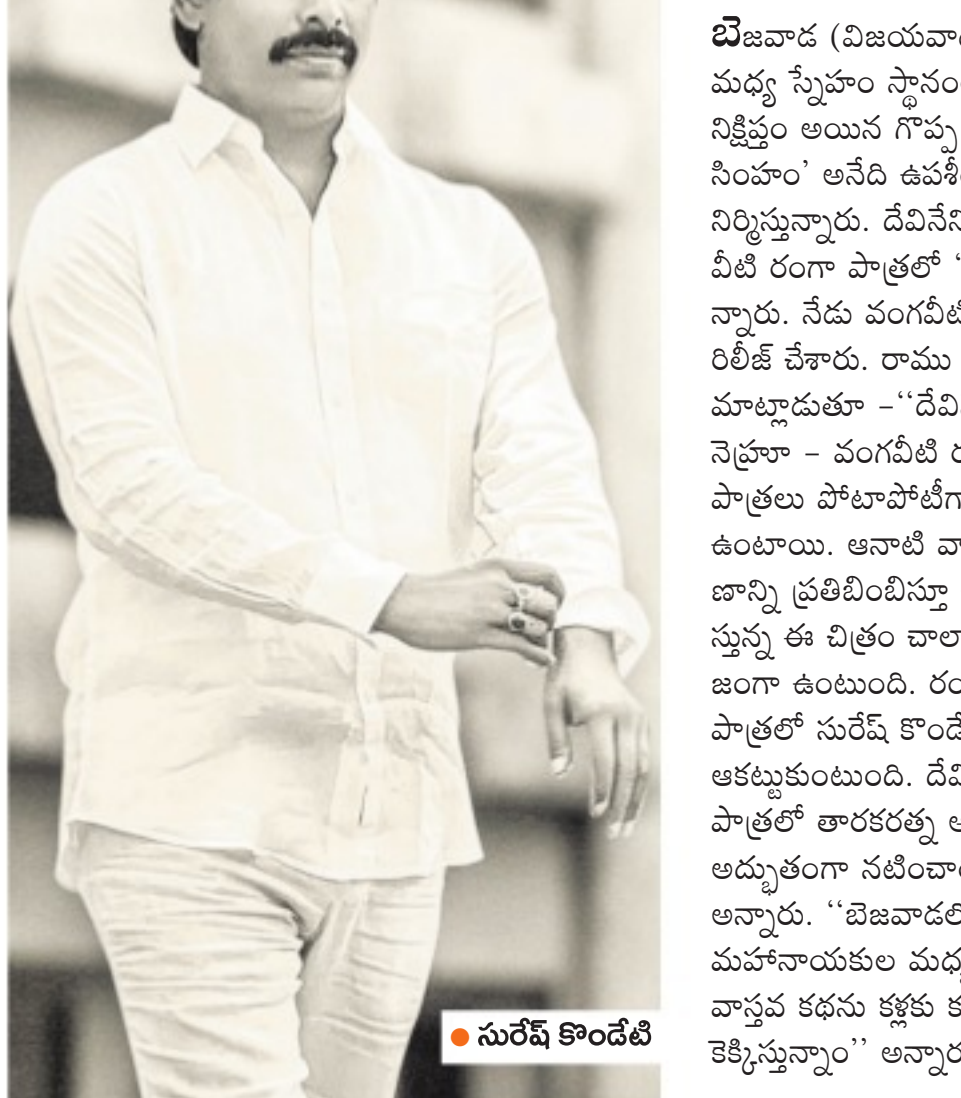 బెజవాడ (విజయవాడ
మధ్య స్నేహం స్థానం
నిక్షిప్తం అయిన గొప్ప
సింహం’ అనేది ఉపశీ
నిర్మిస్తున్నారు. దేవినేని
వీటి రంగా పాత్రలో ‘
న్నారు. నేడు వంగవీటి
రిలీజ్ చేశారు. రాము
మాట్లాడుతూ –‘‘దేవి
నెహ్రూ – వంగవీటి ర
పాత్రలు పోటాపోటీగా
ఉంటాయి. ఆనాటి వా
ణాన్ని ప్రతిబింబిస్తూ
స్తున్న ఈ చిత్రం చాలా
జంగా ఉంటుంది. రం
పాత్రలో సురేష్ కొండే
ఆకట్టుకుంటుంది. దేవి
పాత్రలో తారకరత్న అ
అద్భుతంగా నటించా
అన్నారు. ‘‘బెజవాడలో
మహానాయకుల మధ్య
వాస్తవ కథను కళ్లకు క
కెక్కిస్తున్నాం’’ అన్నారు
సురేష్ కొండేటి